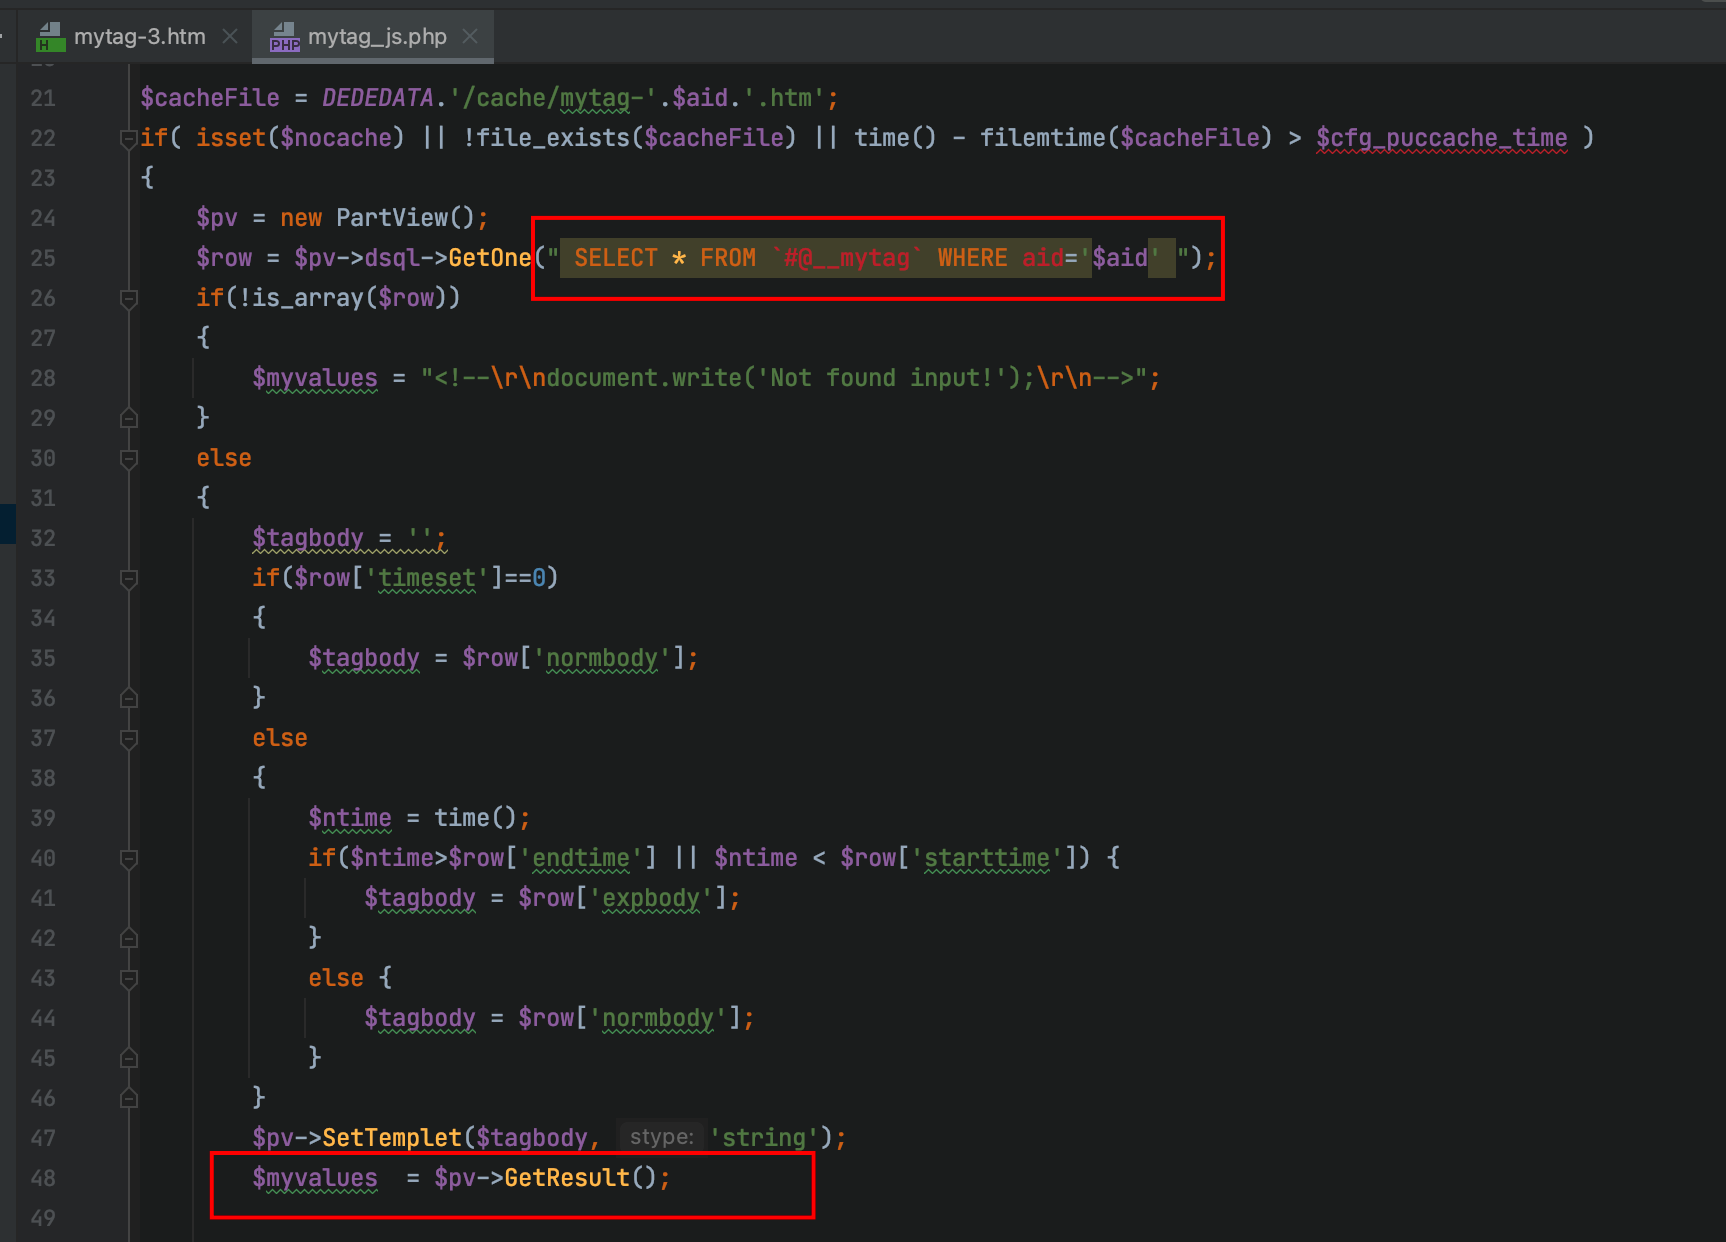 mytag-3.htm mytag_js.php
21 $cacheFile = DEDEDATA.'/cache/mytag-'.$aid.'.htm';
22 if( isset($nocache) || !file_exists($cacheFile) || time() - filemtime($cacheFile) > $cfg_puccache_time )
23 {
24 $pv = new PartView();
25 $row = $pv->dsql->GetOne(" SELECT * FROM `#@__mytag` WHERE aid='$aid' ");
26 if(!is_array($row))
27 {
28 $myvalues = "<!--\r\ndocument.write('Not found input!');\r\n-->";
29 }
30 else
31 {
32 $tagbody = '';
33 if($row['timeset']==0)
34 {
35 $tagbody = $row['normbody'];
36 }
37 else
38 {
39 $ntime = time();
40 if($ntime>$row['endtime'] || $ntime < $row['starttime']) {
41 $tagbody = $row['expbody'];
42 }
43 else {
44 $tagbody = $row['normbody'];
45 }
46 }
47 $pv->SetTemplet($tagbody, stype: 'string');
48 $myvalues = $pv->GetResult();
49